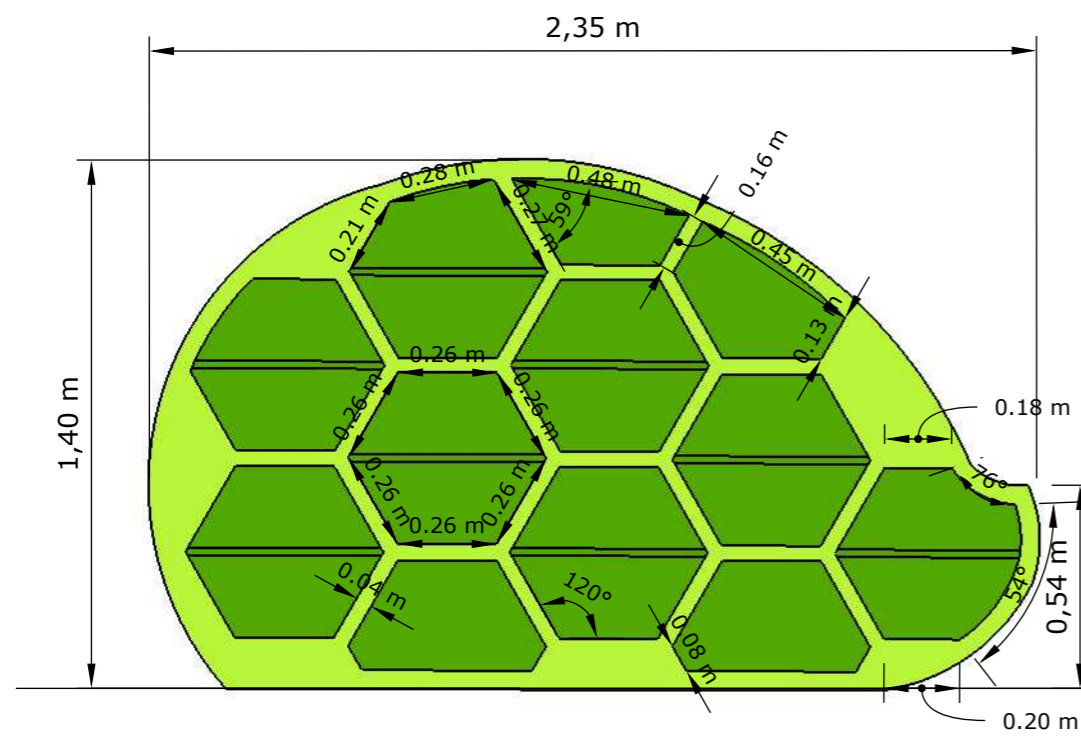 2,35 m
0.16 m
0.28 m
0.48 m
0.27 m
59°
0.21 m
0.45 m
0.13 m
0.26 m
0.26 m
0.26 m
0.18 m
1,40 m
76°
0.26 m
0.26 m
0.26 m
0.04 m
120°
54°
0,54 m
0.08 m
0.20 m